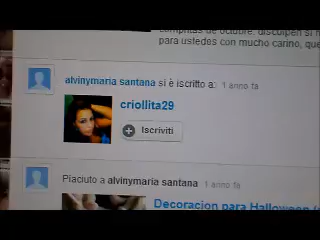 para ustedes con mucho carino, que
alvinymaria santana si è iscritto a: 1 anno fa
criollita29
Iscriviti
Piaciuto a alvinymaria santana 1 anno fa
Decoracion para Halloween